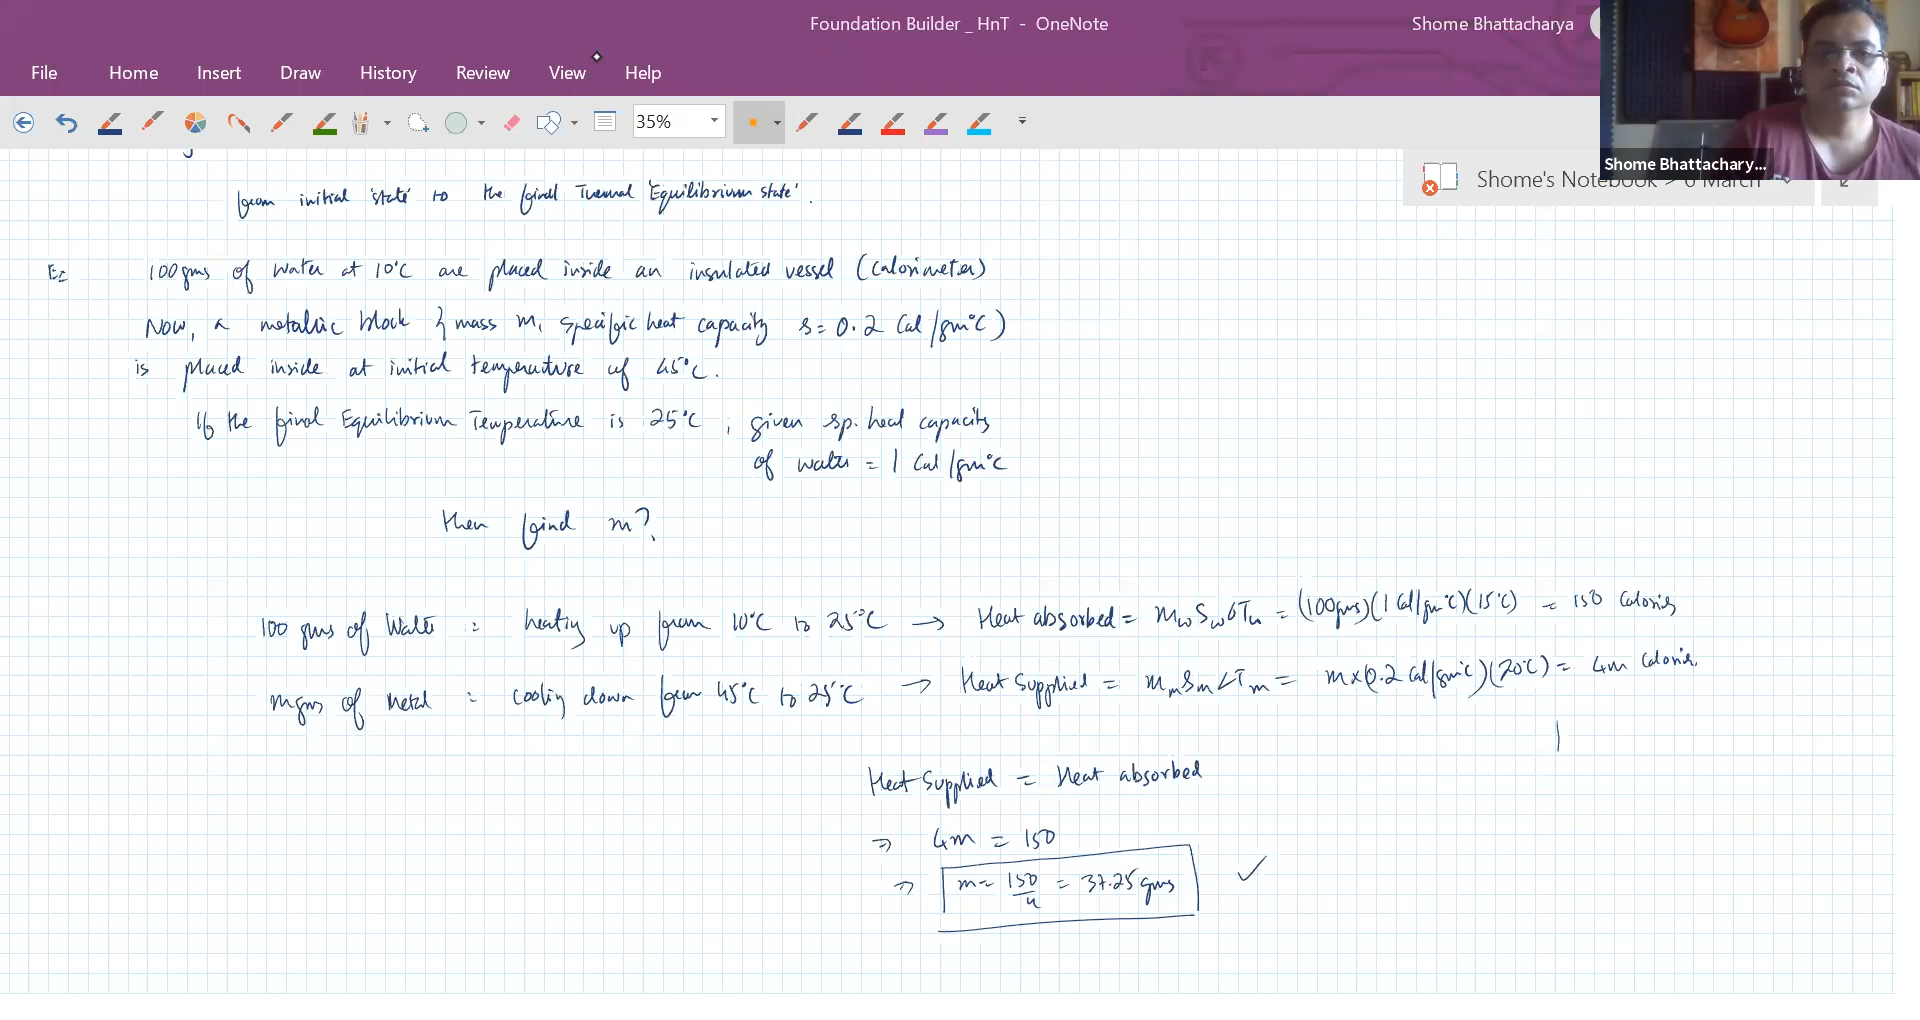 Foundation Builder _ HnT - OneNote
Shome Bhattacharya
File Home Insert Draw History Review View Help
35%
Shome Bhattachary...
Shome's Notebook > 6 March
from initial 'state' to the final Thermal 'Equilibrium state'.
Ex 100gms of water at 10°C are placed inside an insulated vessel (Calorimeter)
Now, a metallic block { mass m, specific heat capacity s = 0.2 Cal/gm°C )
is placed inside at initial temperature of 45°C.
If the final Equilibrium Temperature is 25°C , given sp. heat capacity
of water = 1 Cal/gm°C
then find m?
100 gms of Water : heating up from 10°C to 25°C → Heat absorbed = mwSwΔTw = (100gms)(1 Cal/gm°C)(15°C) = 150 Calories
mgms of Metal : cooling down from 45°C to 25°C → Heat Supplied = mmSmΔTm = m×(0.2 Cal/gm°C)(20°C) = 4m Calories.
Heat Supplied = Heat absorbed
⇒ 4m = 150
⇒ m = 150/4 = 37.25 gms ✓